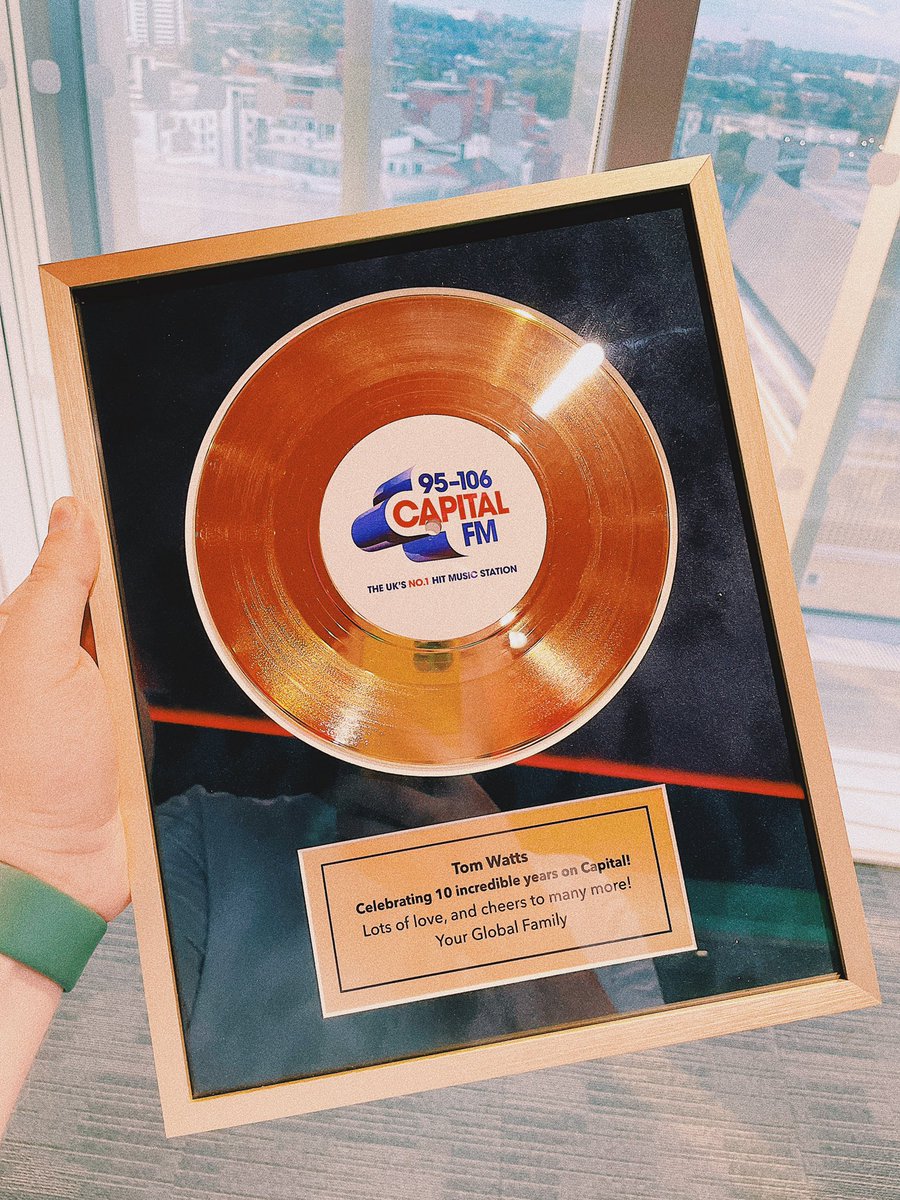 95-106
CAPITAL
FM
THE UK'S NO.1 HIT MUSIC STATION
Tom Watts
Celebrating 10 incredible years on Capital!
Lots of love, and cheers to many more!
Your Global Family